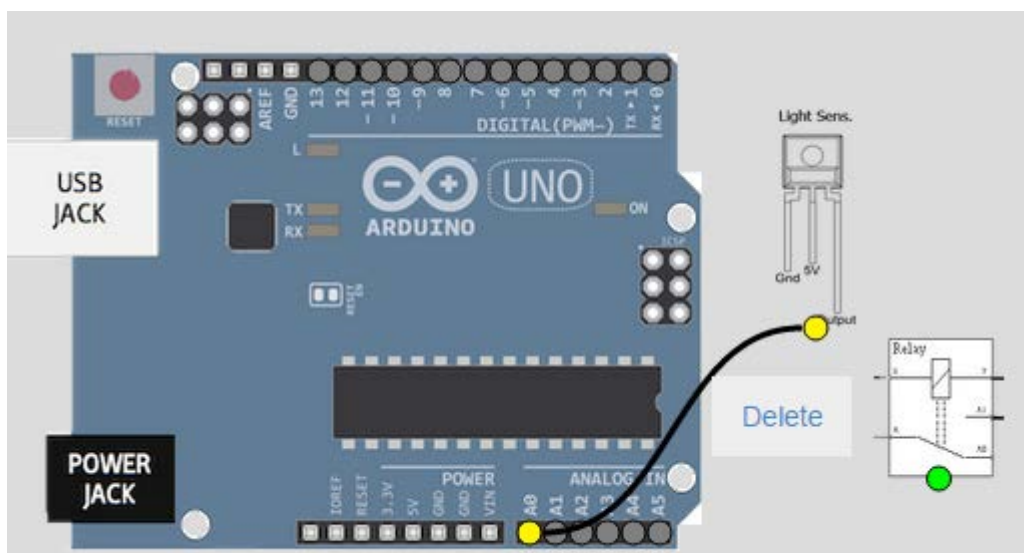 RESET
AREF
GND
13
12
~11
~10
~9
8
7
~6
~5
4
~3
2
TX▸1
RX◂0
DIGITAL(PWM~)
L
TX
RX
ARDUINO
UNO
ON
ICSP
RESET
EN
USB
JACK
POWER
JACK
Light Sens.
Gnd
5V
Output
Relay
Delete
POWER
ANALOG IN
IOREF
RESET
3.3V
5V
GND
GND
VIN
A0
A1
A2
A3
A4
A5